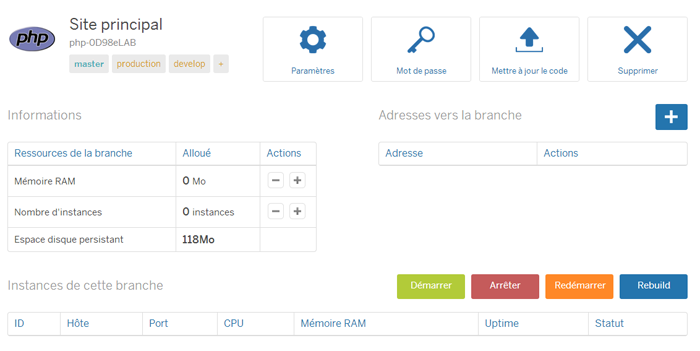 php
Site principal
php-0D98eLAB
master production develop +
Paramètres
Mot de passe
Mettre à jour le code
Supprimer
Informations
Adresses vers la branche
Ressources de la branche Alloué Actions
Adresse Actions
Mémoire RAM 0 Mo
Nombre d'instances 0 instances
Espace disque persistant 118Mo
Instances de cette branche
Démarrer Arrêter Redémarrer Rebuild
ID Hôte Port CPU Mémoire RAM Uptime Statut